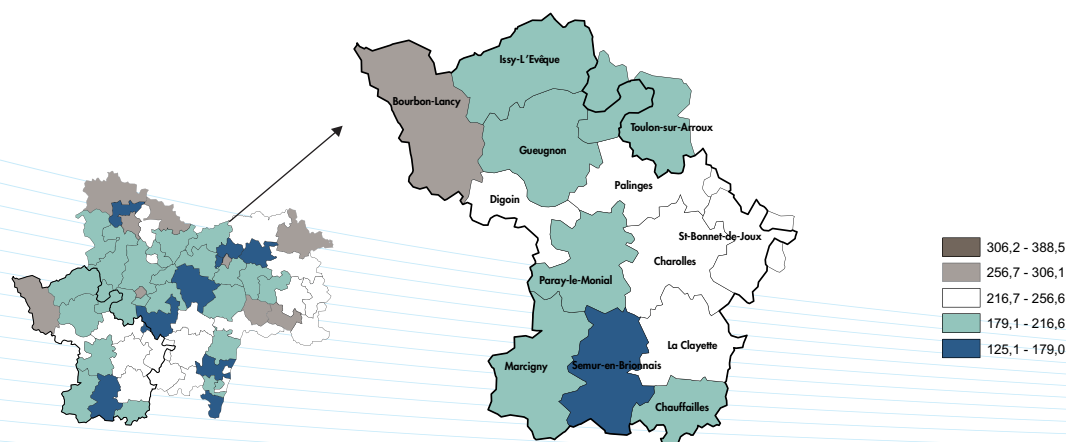 Issy-L'Evêque
Bourbon-Lancy
Toulon-sur-Arroux
Gueugnon
Palinges
Digoin
St-Bonnet-de-Joux
Charolles
Paray-le-Monial
La Clayette
Marcigny
Semur-en-Brionnais
Chauffailles
306,2 - 388,5
256,7 - 306,1
216,7 - 256,6
179,1 - 216,6
125,1 - 179,0